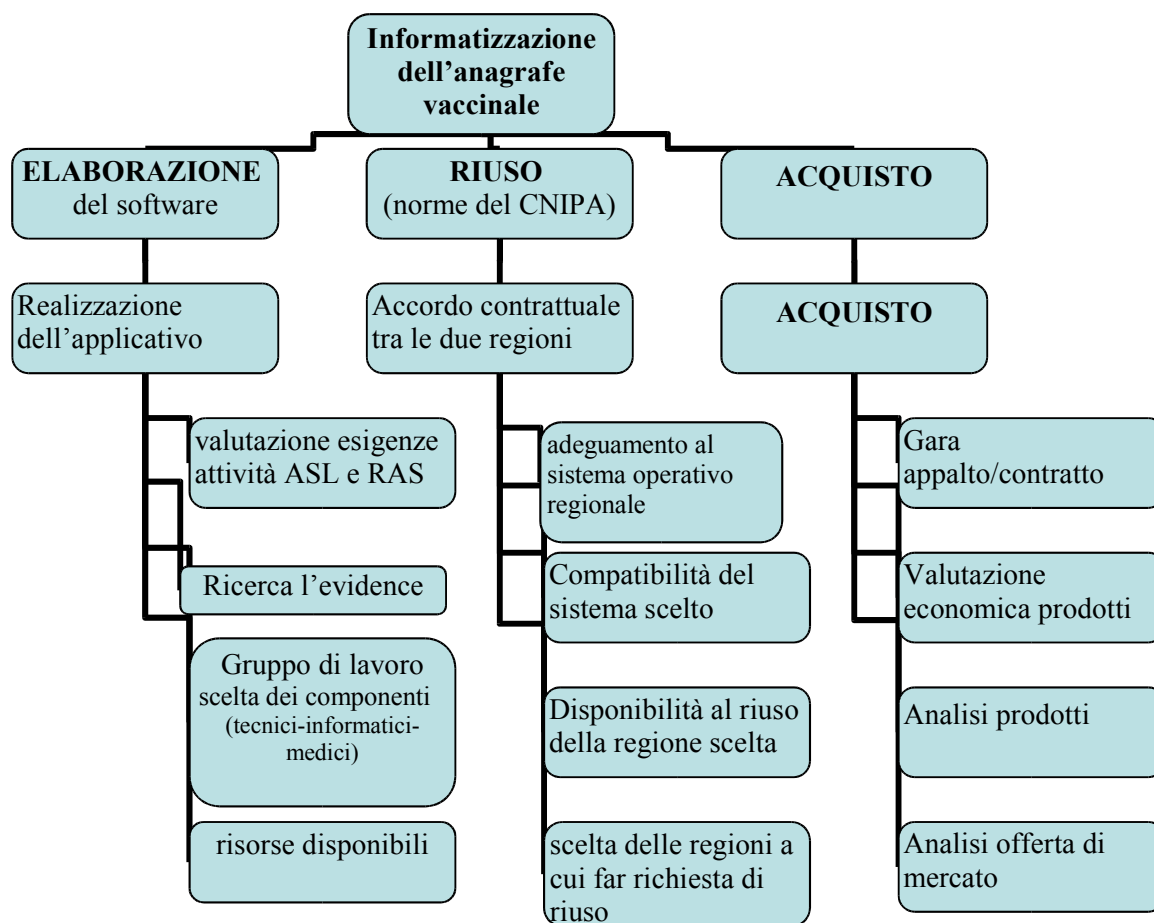 Informatizzazione
dell’anagrafe
vaccinale
ELABORAZIONE
del software
RIUSO
(norme del CNIPA)
ACQUISTO
Realizzazione
dell’applicativo
Accordo contrattuale
tra le due regioni
ACQUISTO
valutazione esigenze
attività ASL e RAS
Ricerca l’evidence
Gruppo di lavoro
scelta dei componenti
(tecnici-informatici-
medici)
risorse disponibili
adeguamento al
sistema operativo
regionale
Compatibilità del
sistema scelto
Disponibilità al riuso
della regione scelta
scelta delle regioni a
cui far richiesta di
riuso
Gara
appalto/contratto
Valutazione
economica prodotti
Analisi prodotti
Analisi offerta di
mercato